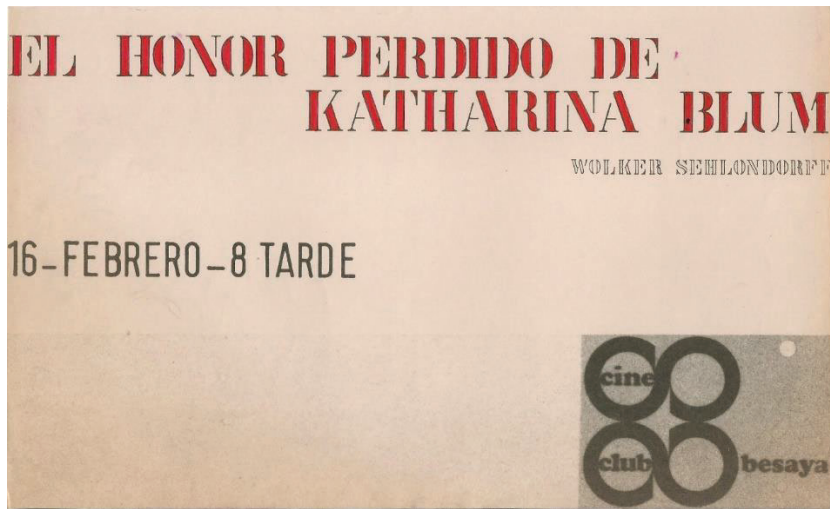 EL HONOR PERDIDO DE
KATHARINA BLUM
WOLKER SEHLONDORFF
16-FEBRERO-8 TARDE
cine
club besaya